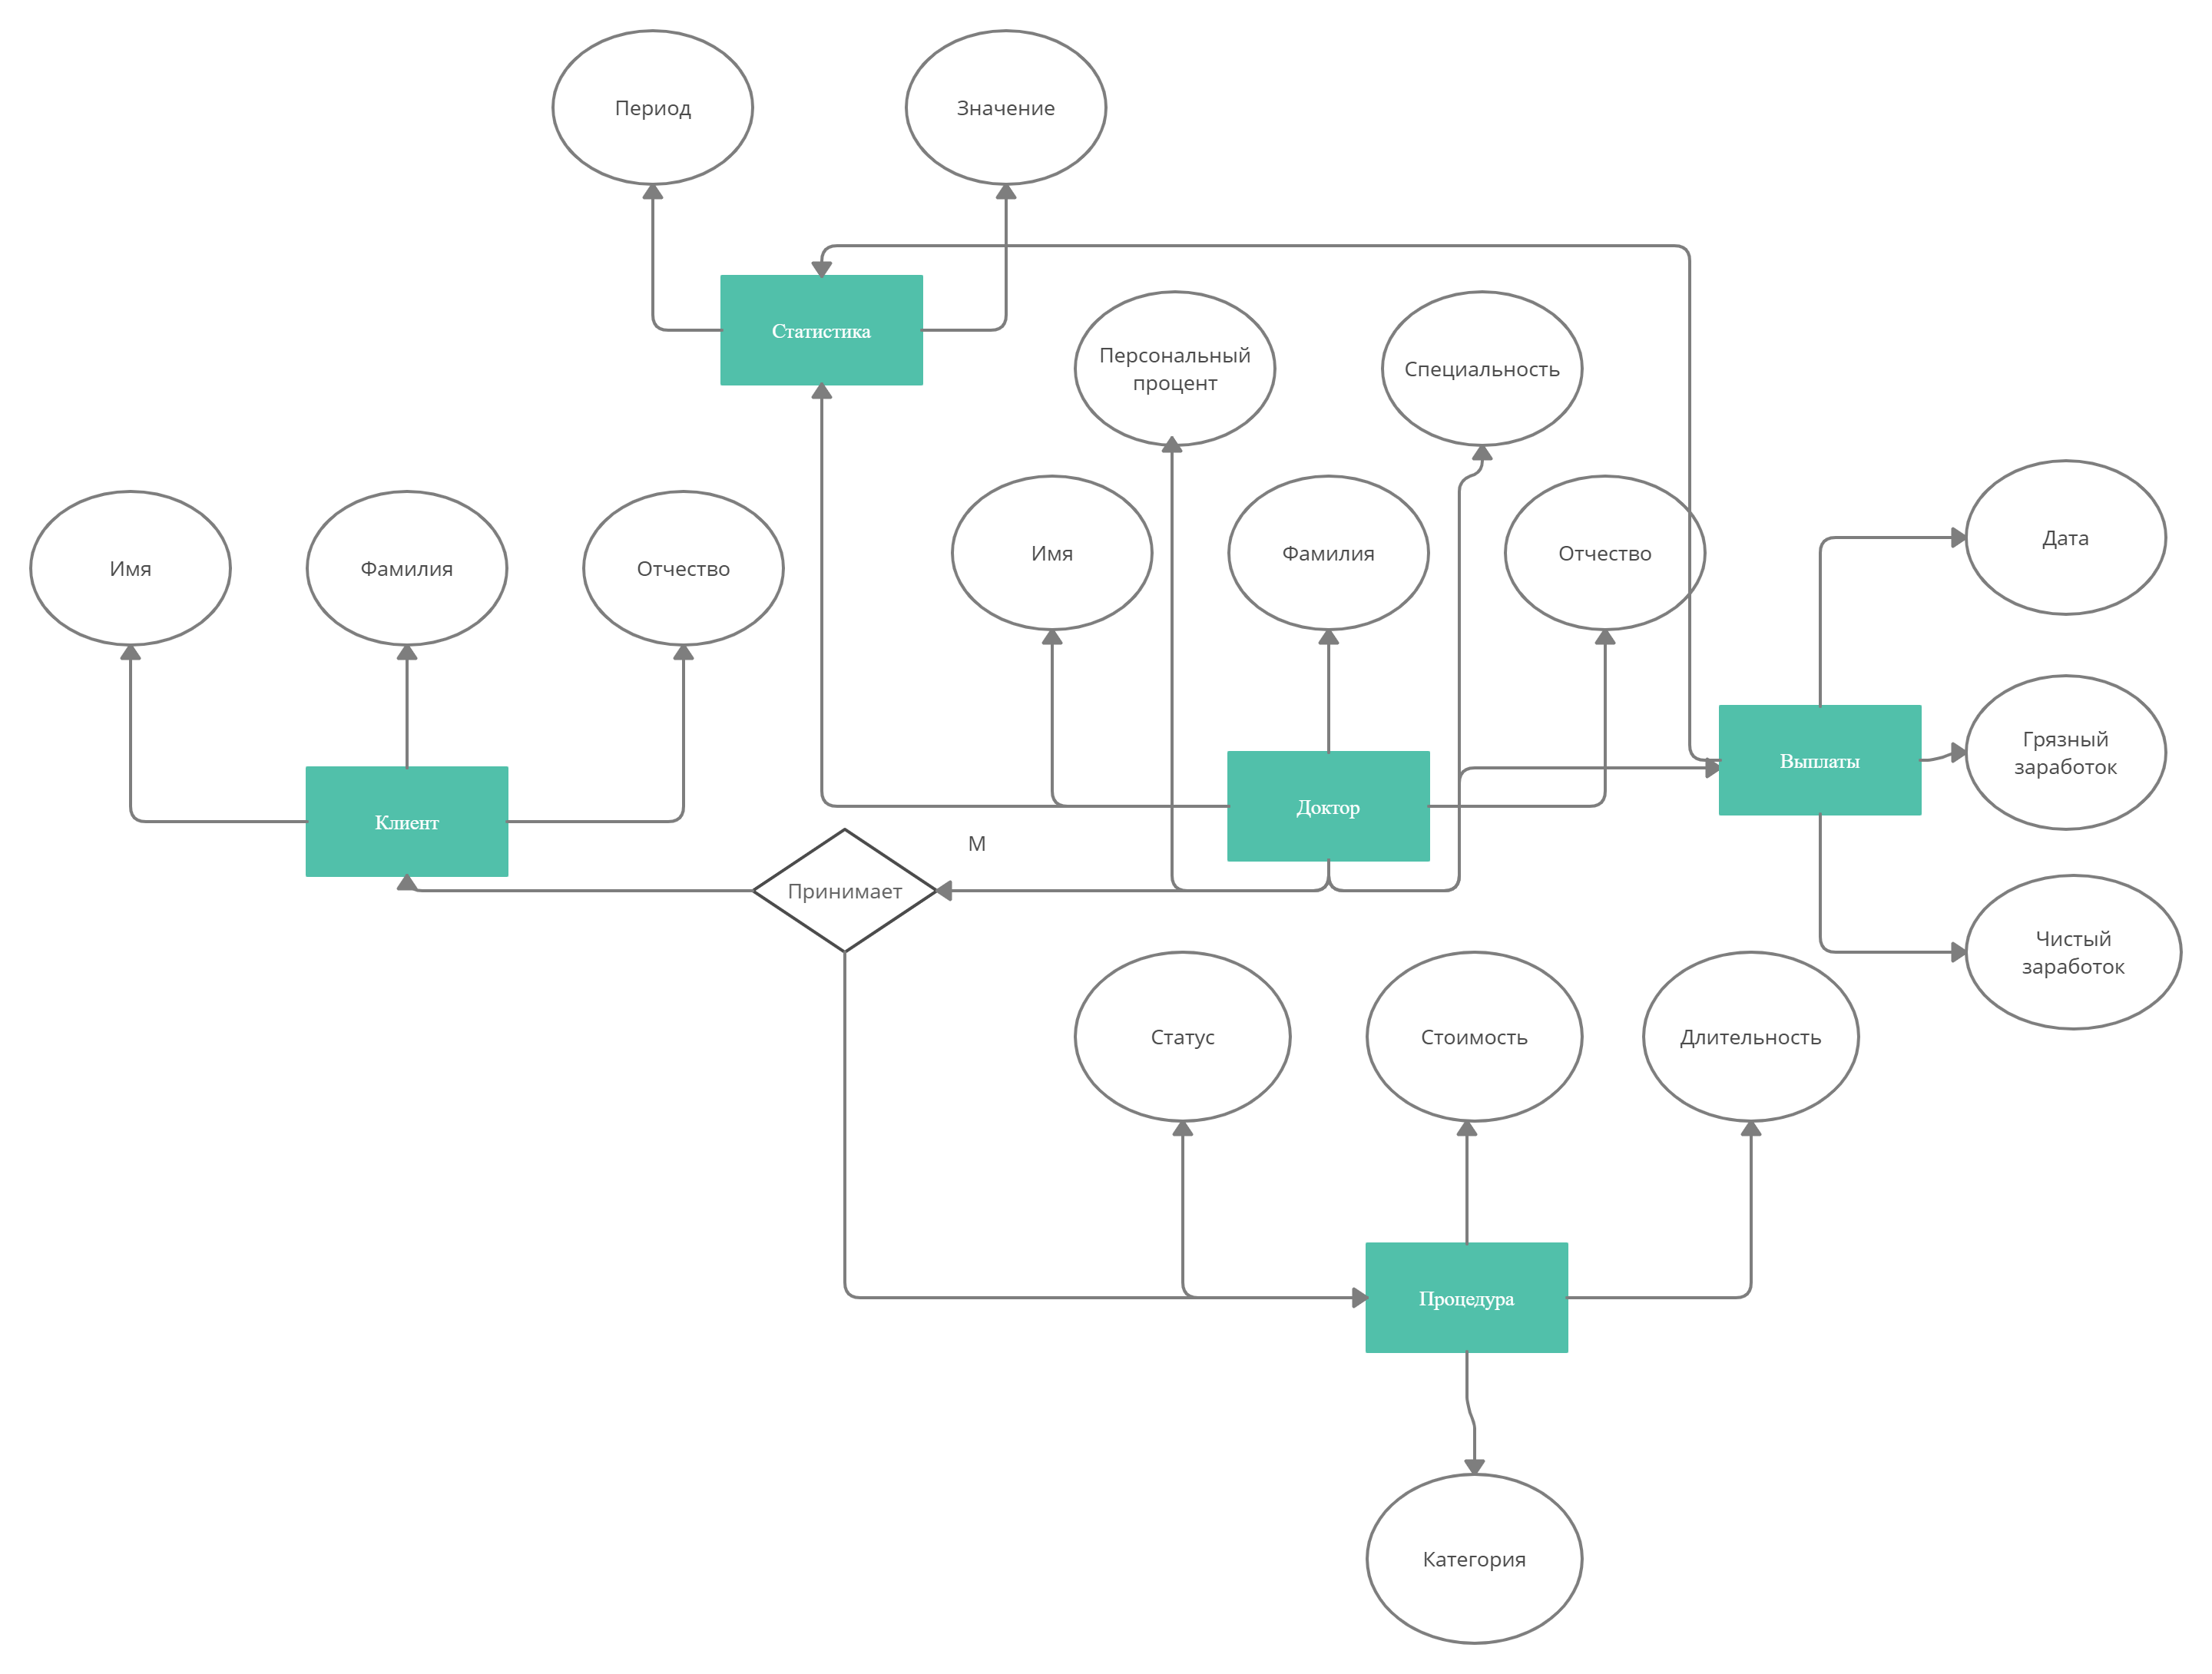 Период
Значение
Статистика
Персональный
процент
Специальность
Имя
Фамилия
Отчество
Имя
Фамилия
Отчество
Дата
Грязный
заработок
Выплаты
Клиент
Доктор
М
Принимает
Чистый
заработок
Статус
Стоимость
Длительность
Процедура
Категория